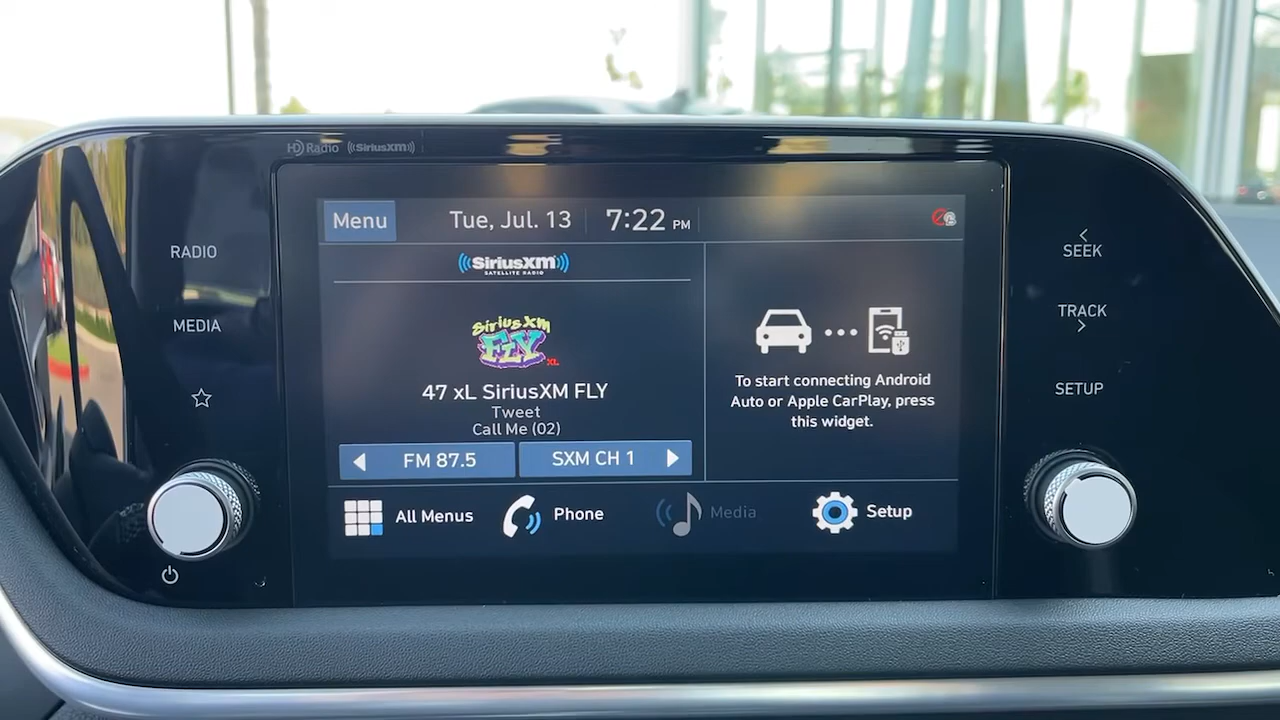 HD Radio ((SiriusXM))
RADIO
MEDIA
Menu
Tue, Jul. 13
7:22 PM
((SiriusXM))
SATELLITE RADIO
SiriusXM
FLY
XL
47 xL SiriusXM FLY
Tweet
Call Me (02)
FM 87.5
SXM CH 1
To start connecting Android
Auto or Apple CarPlay, press
this widget.
All Menus
Phone
Media
Setup
SEEK
TRACK
SETUP